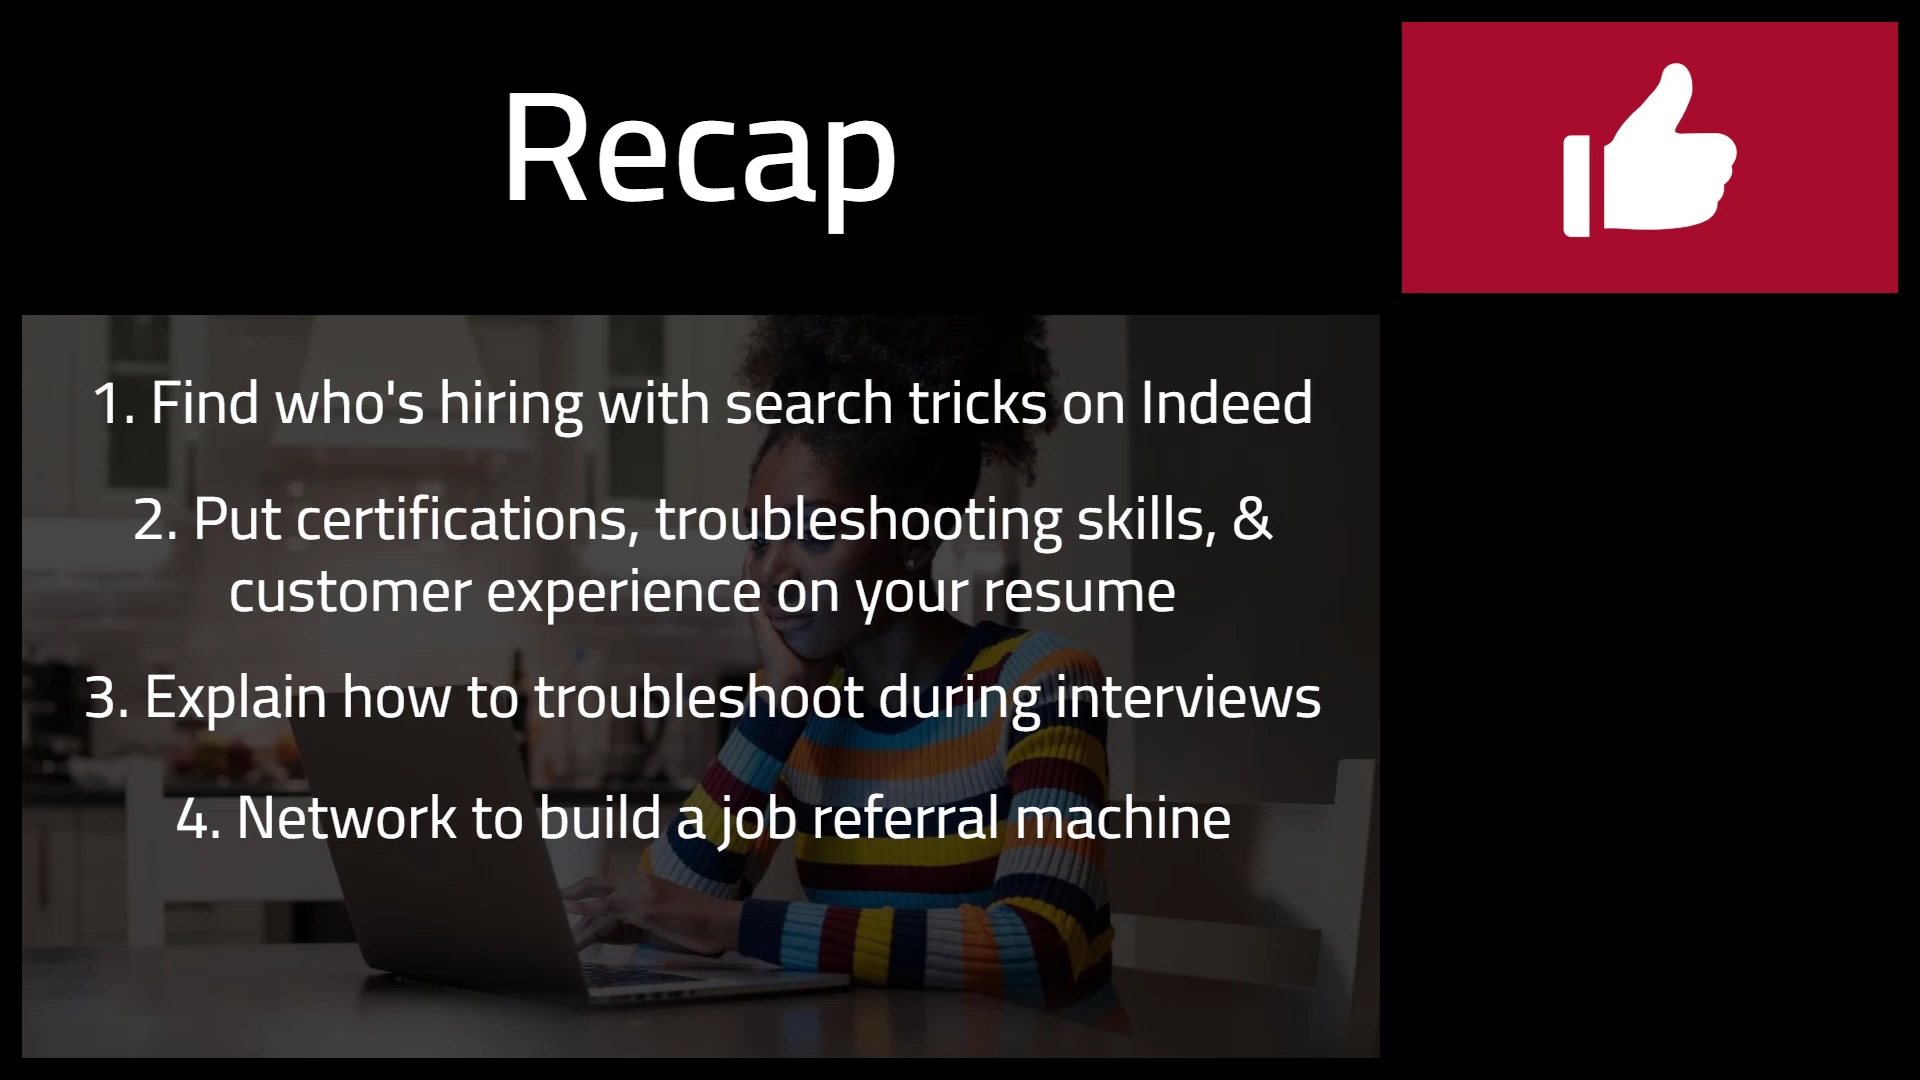 Recap
1. Find who's hiring with search tricks on Indeed
2. Put certifications, troubleshooting skills, &
customer experience on your resume
3. Explain how to troubleshoot during interviews
4. Network to build a job referral machine